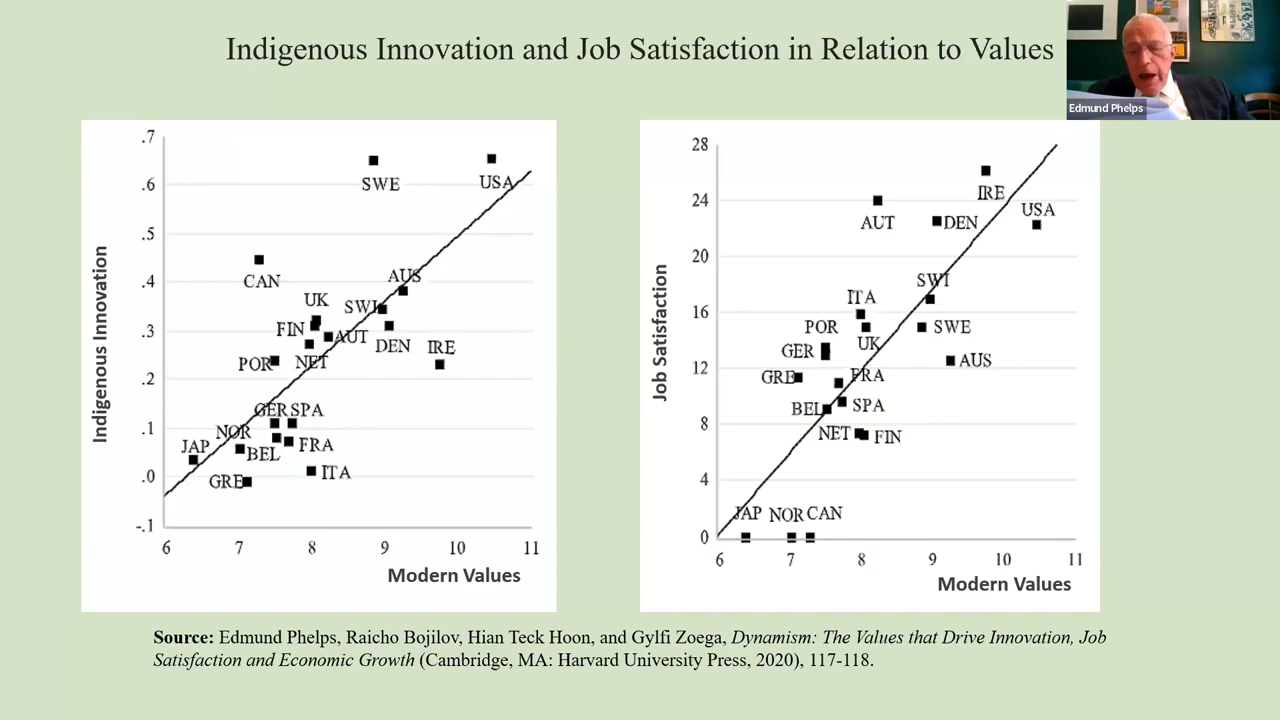 Indigenous Innovation and Job Satisfaction in Relation to Values
Edmund Phelps
.7
.6
.5
.4
.3
.2
.1
.0
-.1
Indigenous Innovation
SWE
USA
CAN
AUS
UK
SWI
FIN
AUT
DEN
IRE
POR
NET
GER
SPA
NOR
JAP
BEL
FRA
GRE
ITA
6
7
8
9
10
11
Modern Values
28
24
20
16
12
8
4
0
Job Satisfaction
IRE
AUT
DEN
USA
SWI
ITA
POR
SWE
UK
GER
AUS
GRE
FRA
BEL
SPA
NET
FIN
JAP
NOR
CAN
6
7
8
9
10
11
Modern Values
Source: Edmund Phelps, Raicho Bojilov, Hian Teck Hoon, and Gylfi Zoega, Dynamism: The Values that Drive Innovation, Job
Satisfaction and Economic Growth (Cambridge, MA: Harvard University Press, 2020), 117-118.